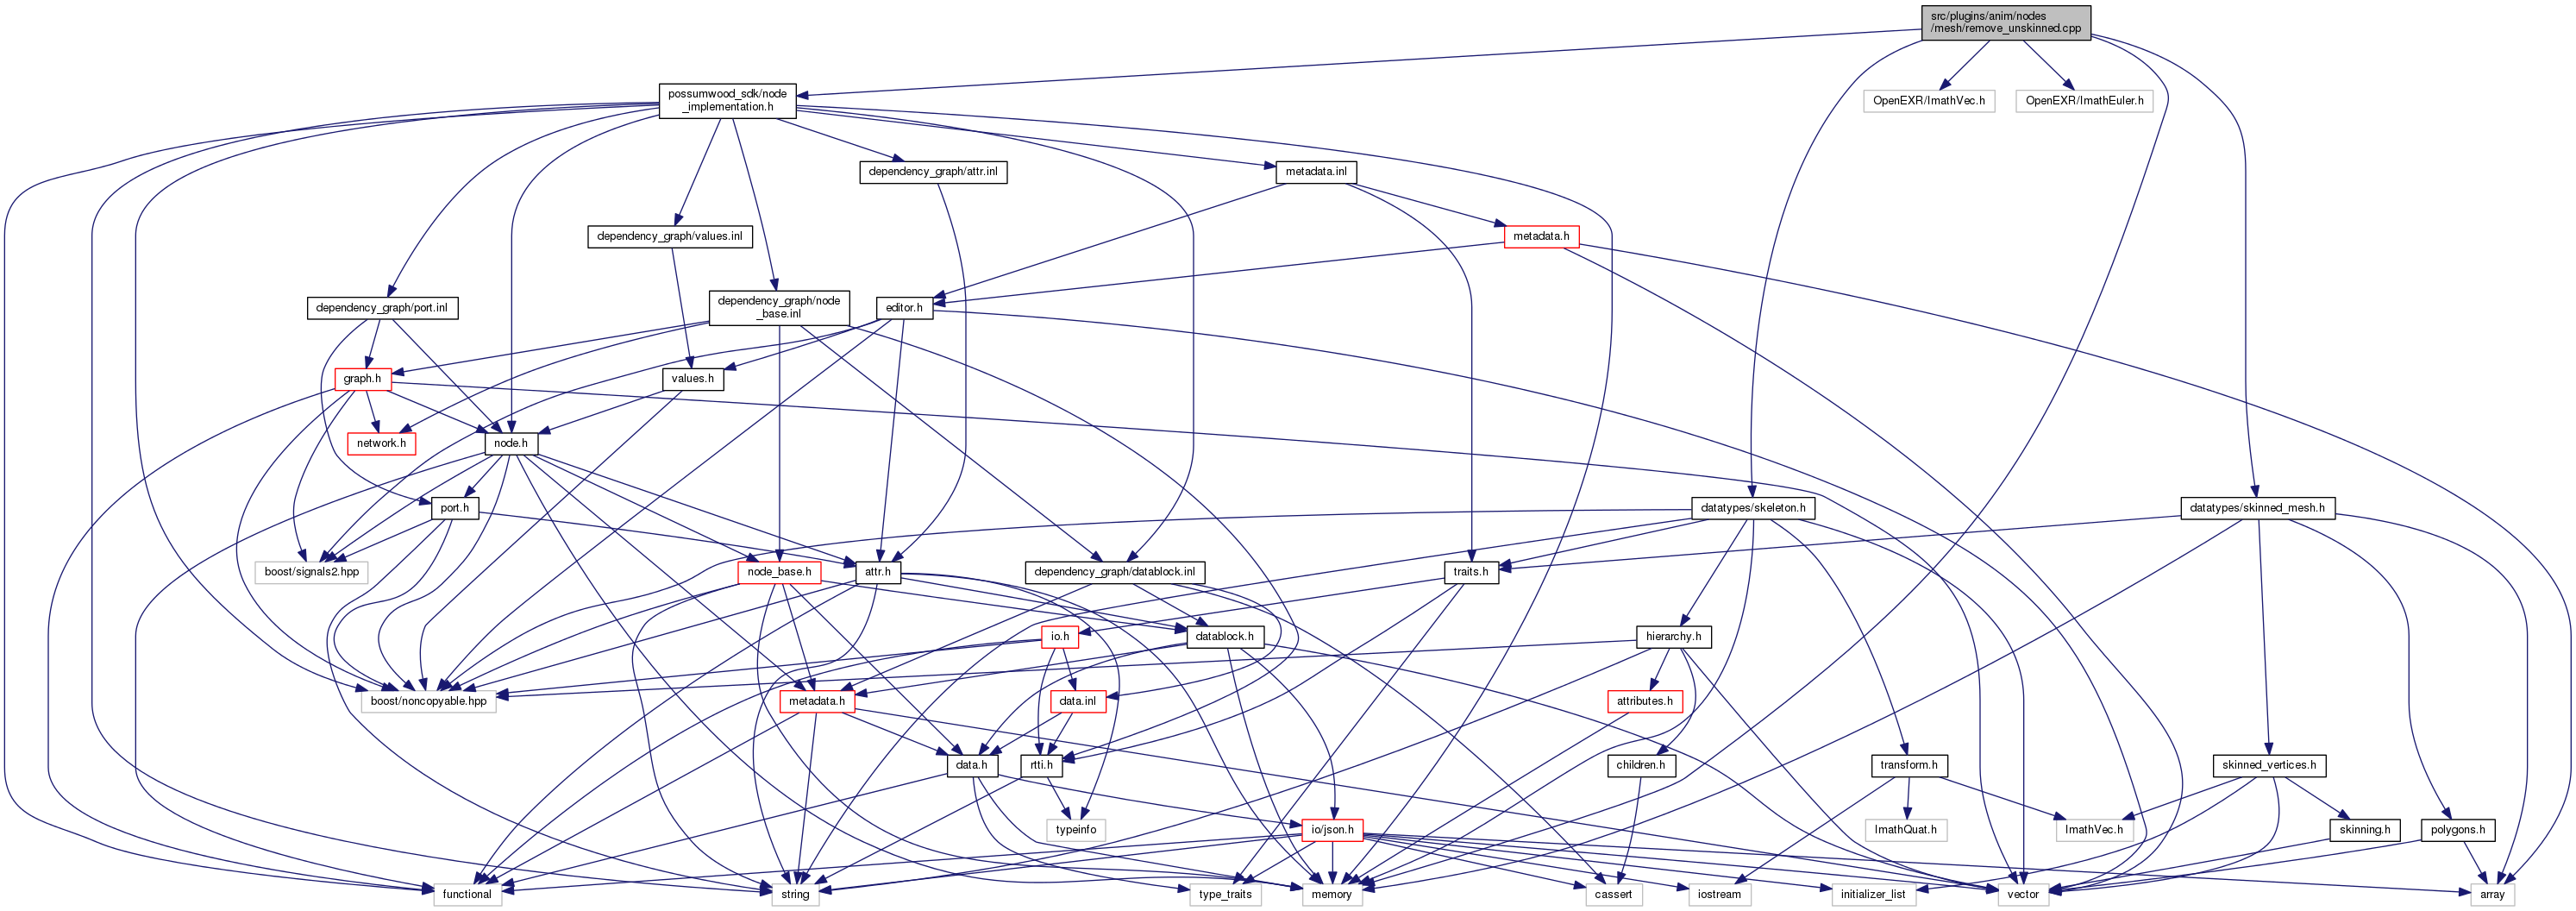 src/plugins/anim/nodes
/mesh/remove_unskinned.cpp
possumwood_sdk/node
_implementation.h
OpenEXR/ImathVec.h
OpenEXR/ImathEuler.h
dependency_graph/attr.inl
metadata.inl
dependency_graph/values.inl
metadata.h
dependency_graph/port.inl
dependency_graph/node
_base.inl
editor.h
graph.h
values.h
network.h
node.h
port.h
datatypes/skeleton.h
datatypes/skinned_mesh.h
boost/signals2.hpp
node_base.h
attr.h
dependency_graph/datablock.inl
traits.h
io.h
datablock.h
hierarchy.h
boost/noncopyable.hpp
metadata.h
data.inl
attributes.h
data.h
rtti.h
children.h
transform.h
skinned_vertices.h
typeinfo
io/json.h
ImathQuat.h
ImathVec.h
skinning.h
polygons.h
functional
string
type_traits
memory
cassert
iostream
initializer_list
vector
array